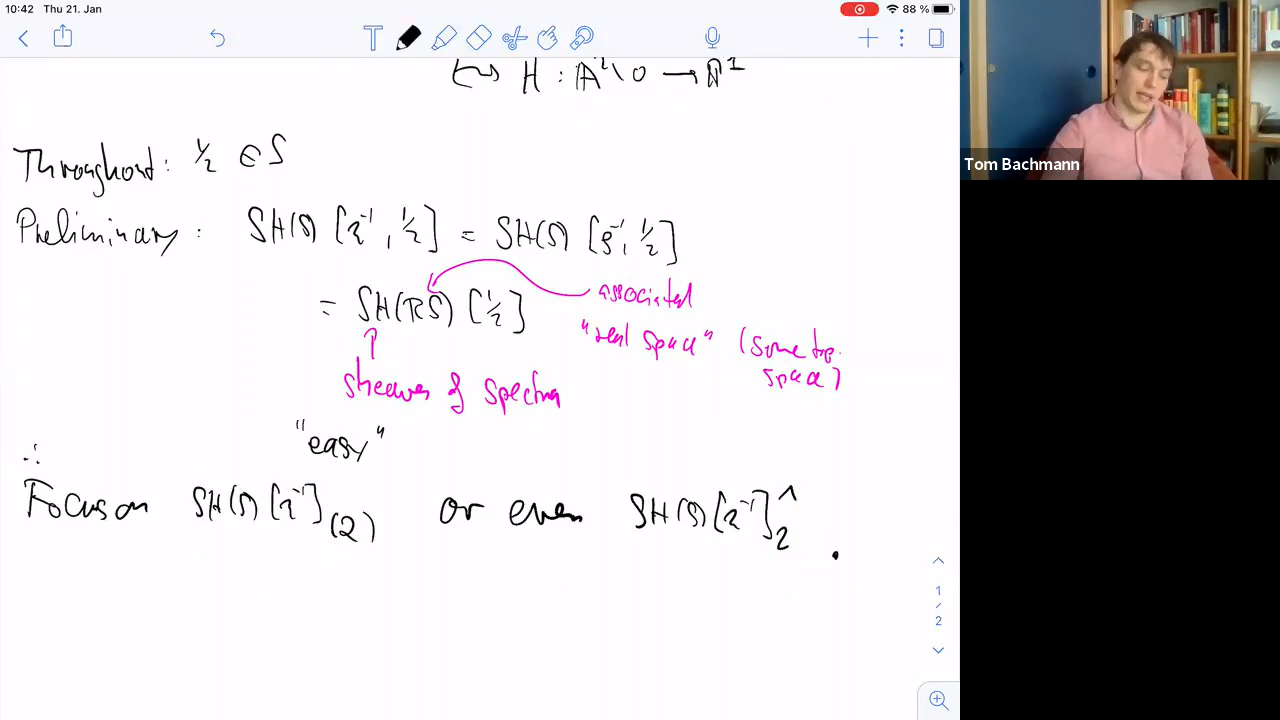 10:42 Thu 21. Jan
88 %
↪ H : A²\0 → P¹
Throughout : 1/2 ∈ S
Preliminary : SH(S) [η⁻¹, 1/2] = SH(S) [ρ⁻¹, 1/2]
= SH(RS) [1/2]
associated
"real space" (some top.
space)
sheaves of spectra
"easy"
∴
Focus on SH(S)[η⁻¹]₍₂₎ or even SH(S)[η⁻¹]₂^ .
Tom Bachmann
1
/
2